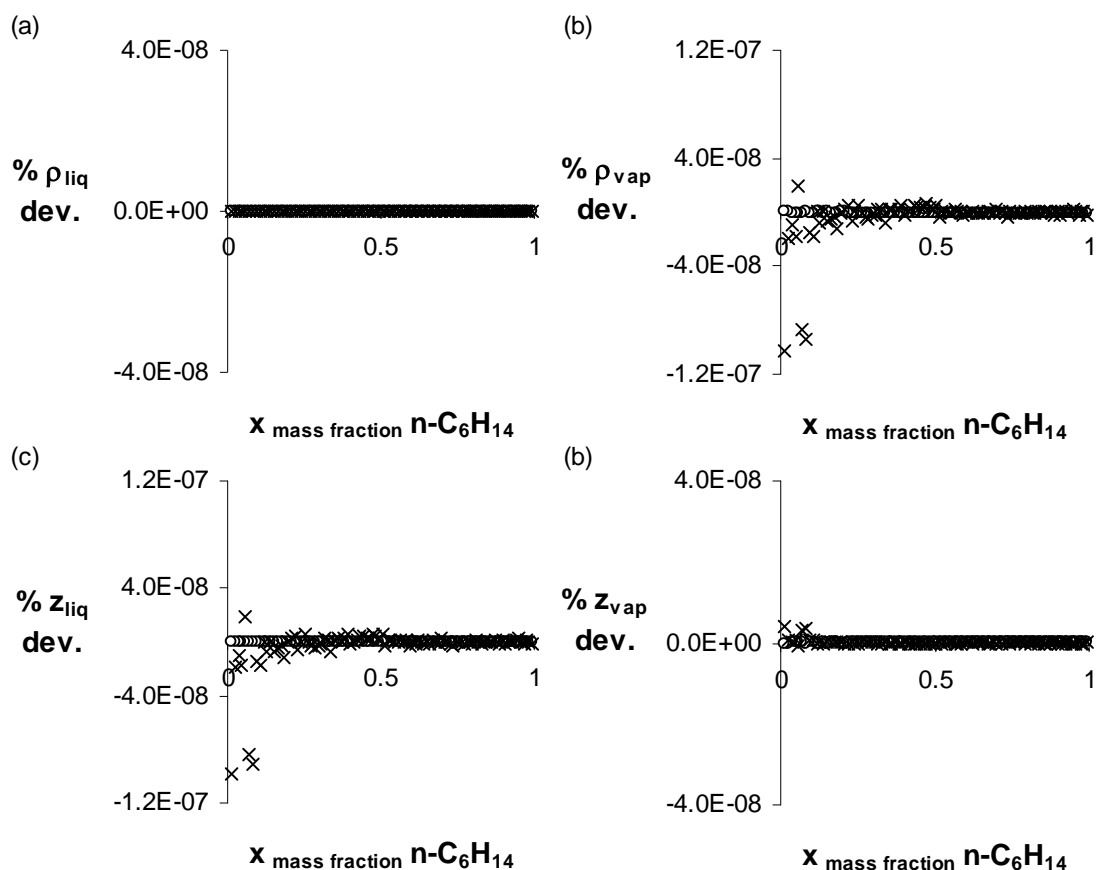 (a)
4.0E-08
% ρliq
dev.
0.0E+00
0
0.5
1
-4.0E-08
x mass fraction n-C6H14
(b)
1.2E-07
% ρvap
dev.
4.0E-08
0
0.5
1
-4.0E-08
-1.2E-07
x mass fraction n-C6H14
(c)
1.2E-07
% zliq
dev.
4.0E-08
0
0.5
1
-4.0E-08
-1.2E-07
x mass fraction n-C6H14
(b)
4.0E-08
% zvap
dev.
0.0E+00
0
0.5
1
-4.0E-08
x mass fraction n-C6H14